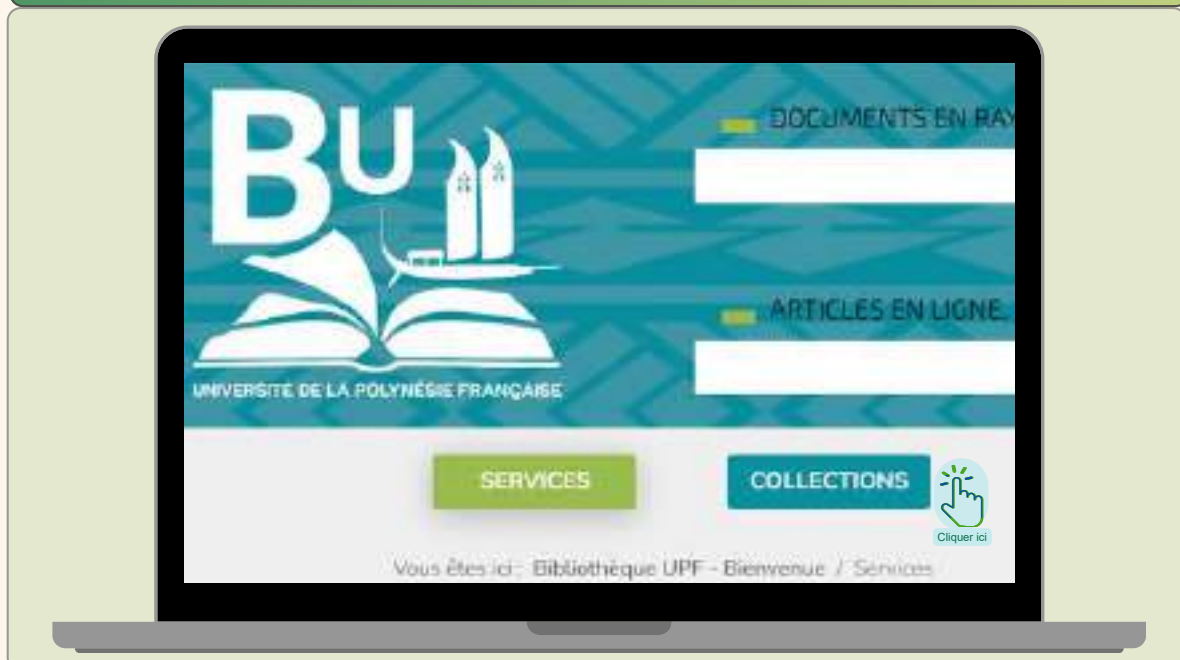 BU
DOCUMENTS EN RAY
ARTICLES EN LIGNE,
UNIVERSITÉ DE LA POLYNÉSIE FRANÇAISE
SERVICES
COLLECTIONS
Cliquer ici
Vous êtes ici : Bibliothèque UPF - Bienvenue / Services